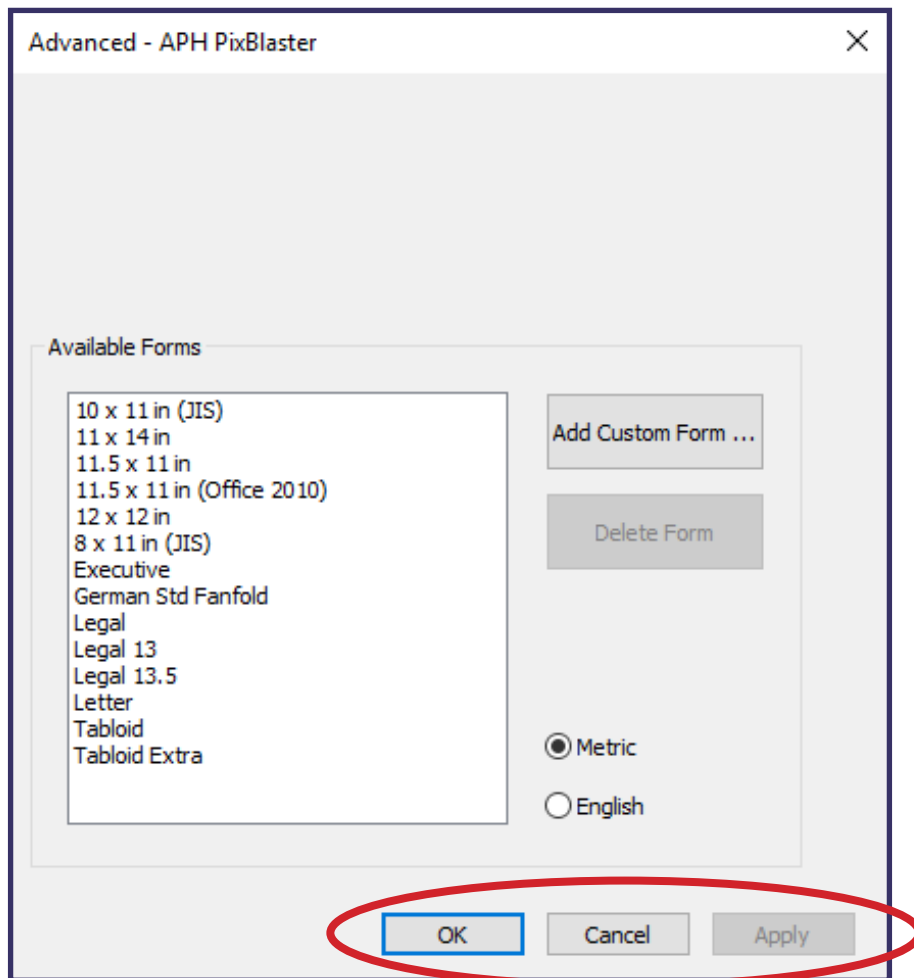 Advanced - APH PixBlaster
Available Forms
10 x 11 in (JIS)
11 x 14 in
11.5 x 11 in
11.5 x 11 in (Office 2010)
12 x 12 in
8 x 11 in (JIS)
Executive
German Std Fanfold
Legal
Legal 13
Legal 13.5
Letter
Tabloid
Tabloid Extra
Add Custom Form ...
Delete Form
Metric
English
OK Cancel Apply